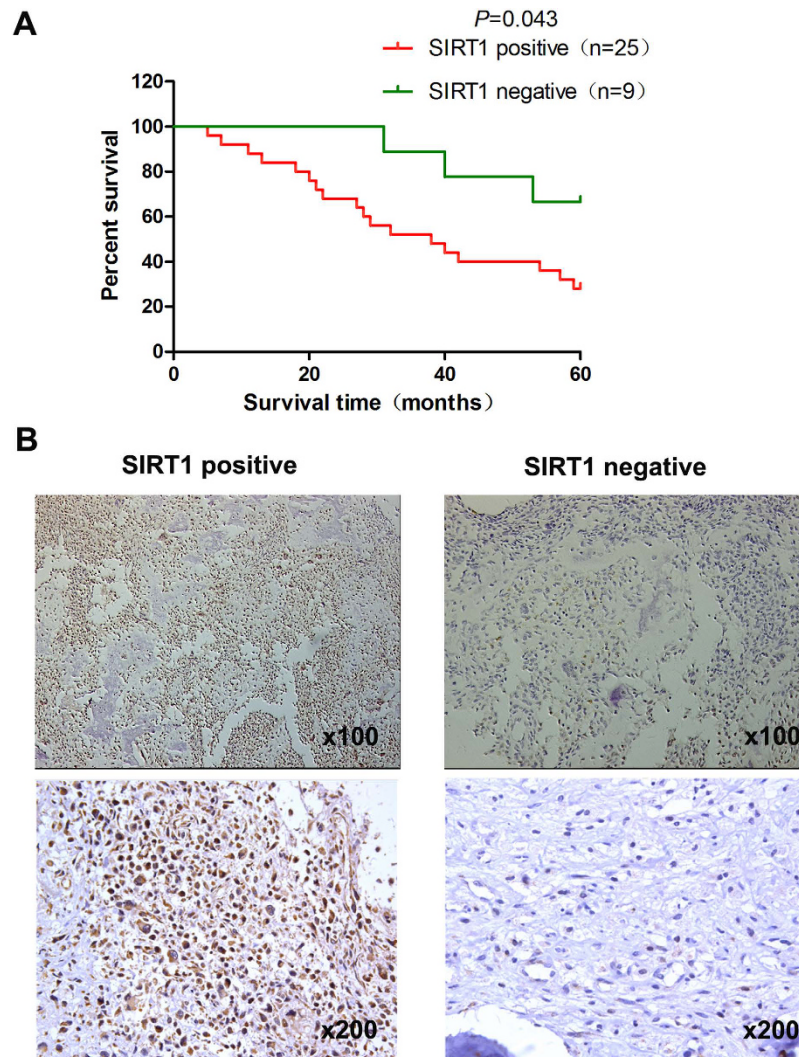 A
P=0.043
SIRT1 positive（n=25）
SIRT1 negative（n=9）
120
100
80
60
40
20
0
Percent survival
0 20 40 60
Survival time（months）
B
SIRT1 positive SIRT1 negative
x100 x100
x200 x200